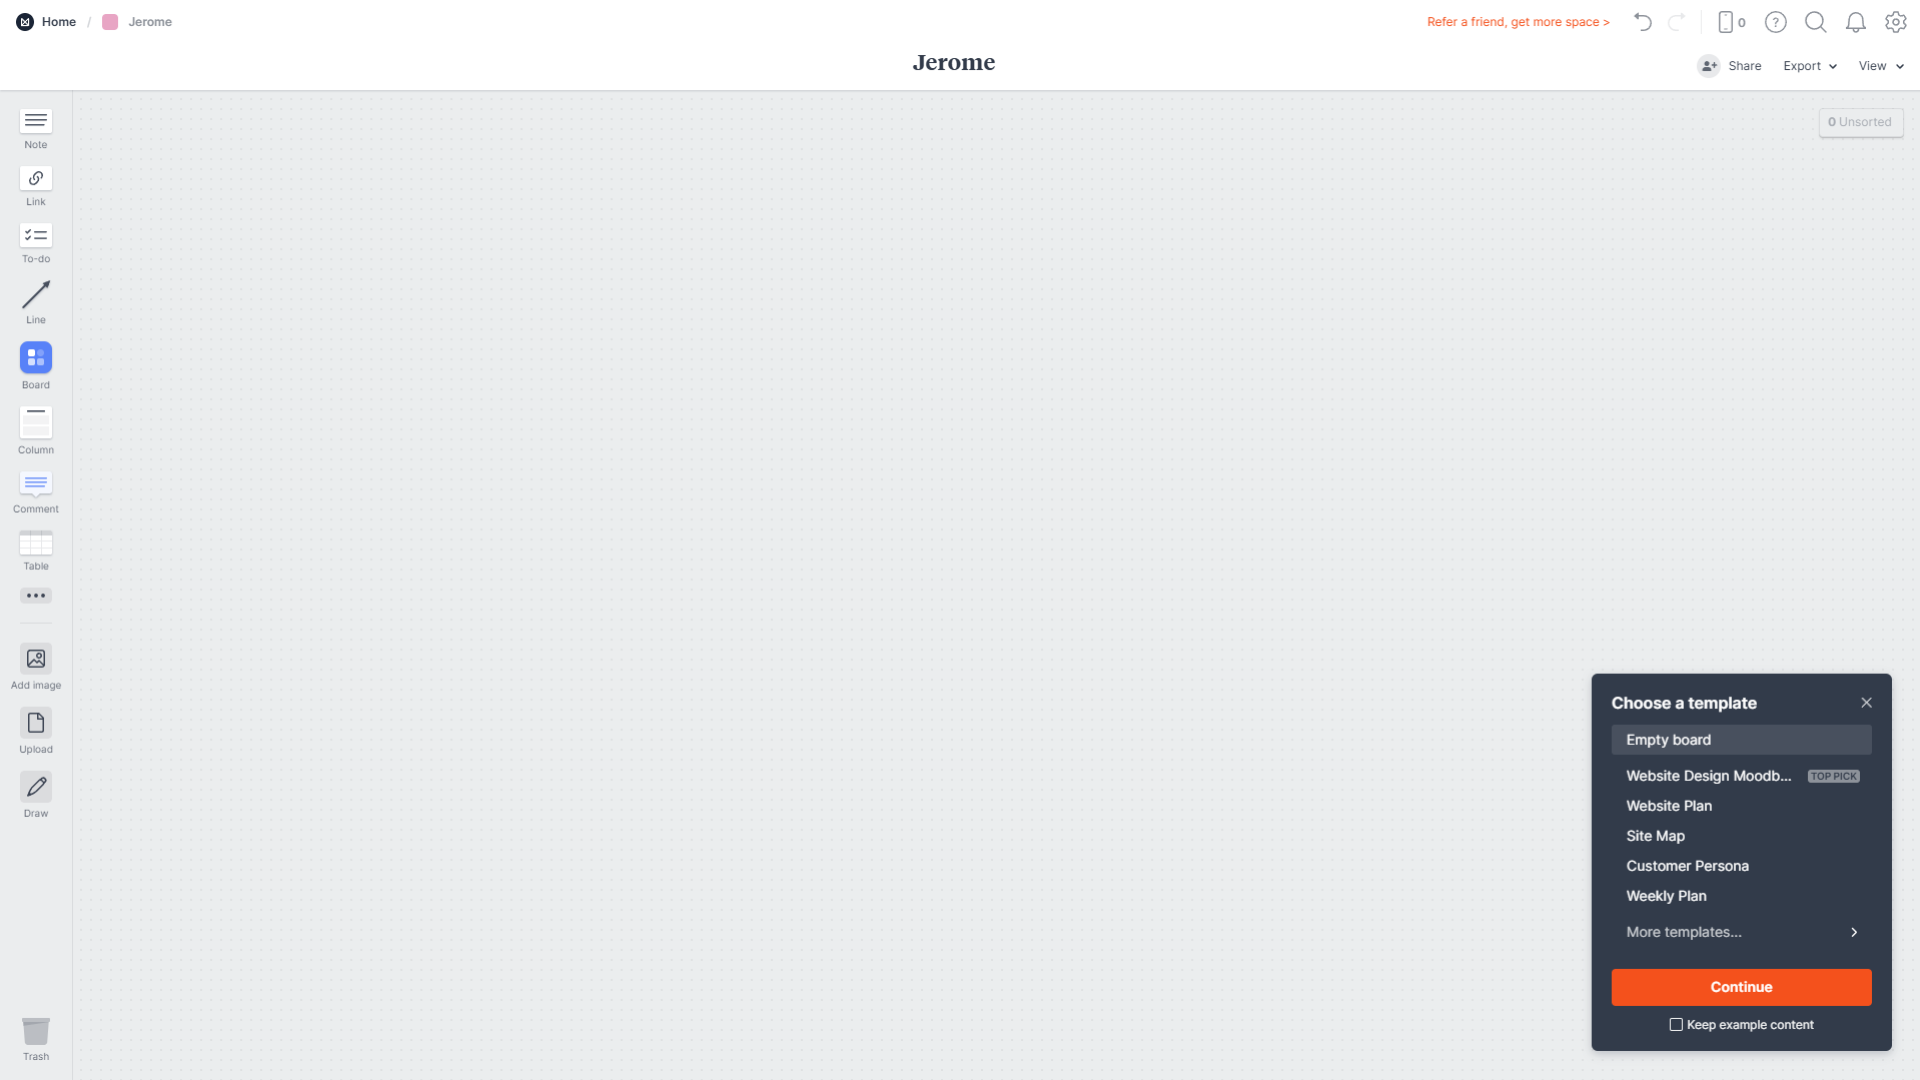 Home / Jerome
Refer a friend, get more space >
0
Jerome
Share
Export
View
0 Unsorted
Note
Link
To-do
Line
Board
Column
Comment
Table
Add image
Upload
Draw
Trash
Choose a template
Empty board
Website Design Moodb... TOP PICK
Website Plan
Site Map
Customer Persona
Weekly Plan
More templates...
Continue
Keep example content